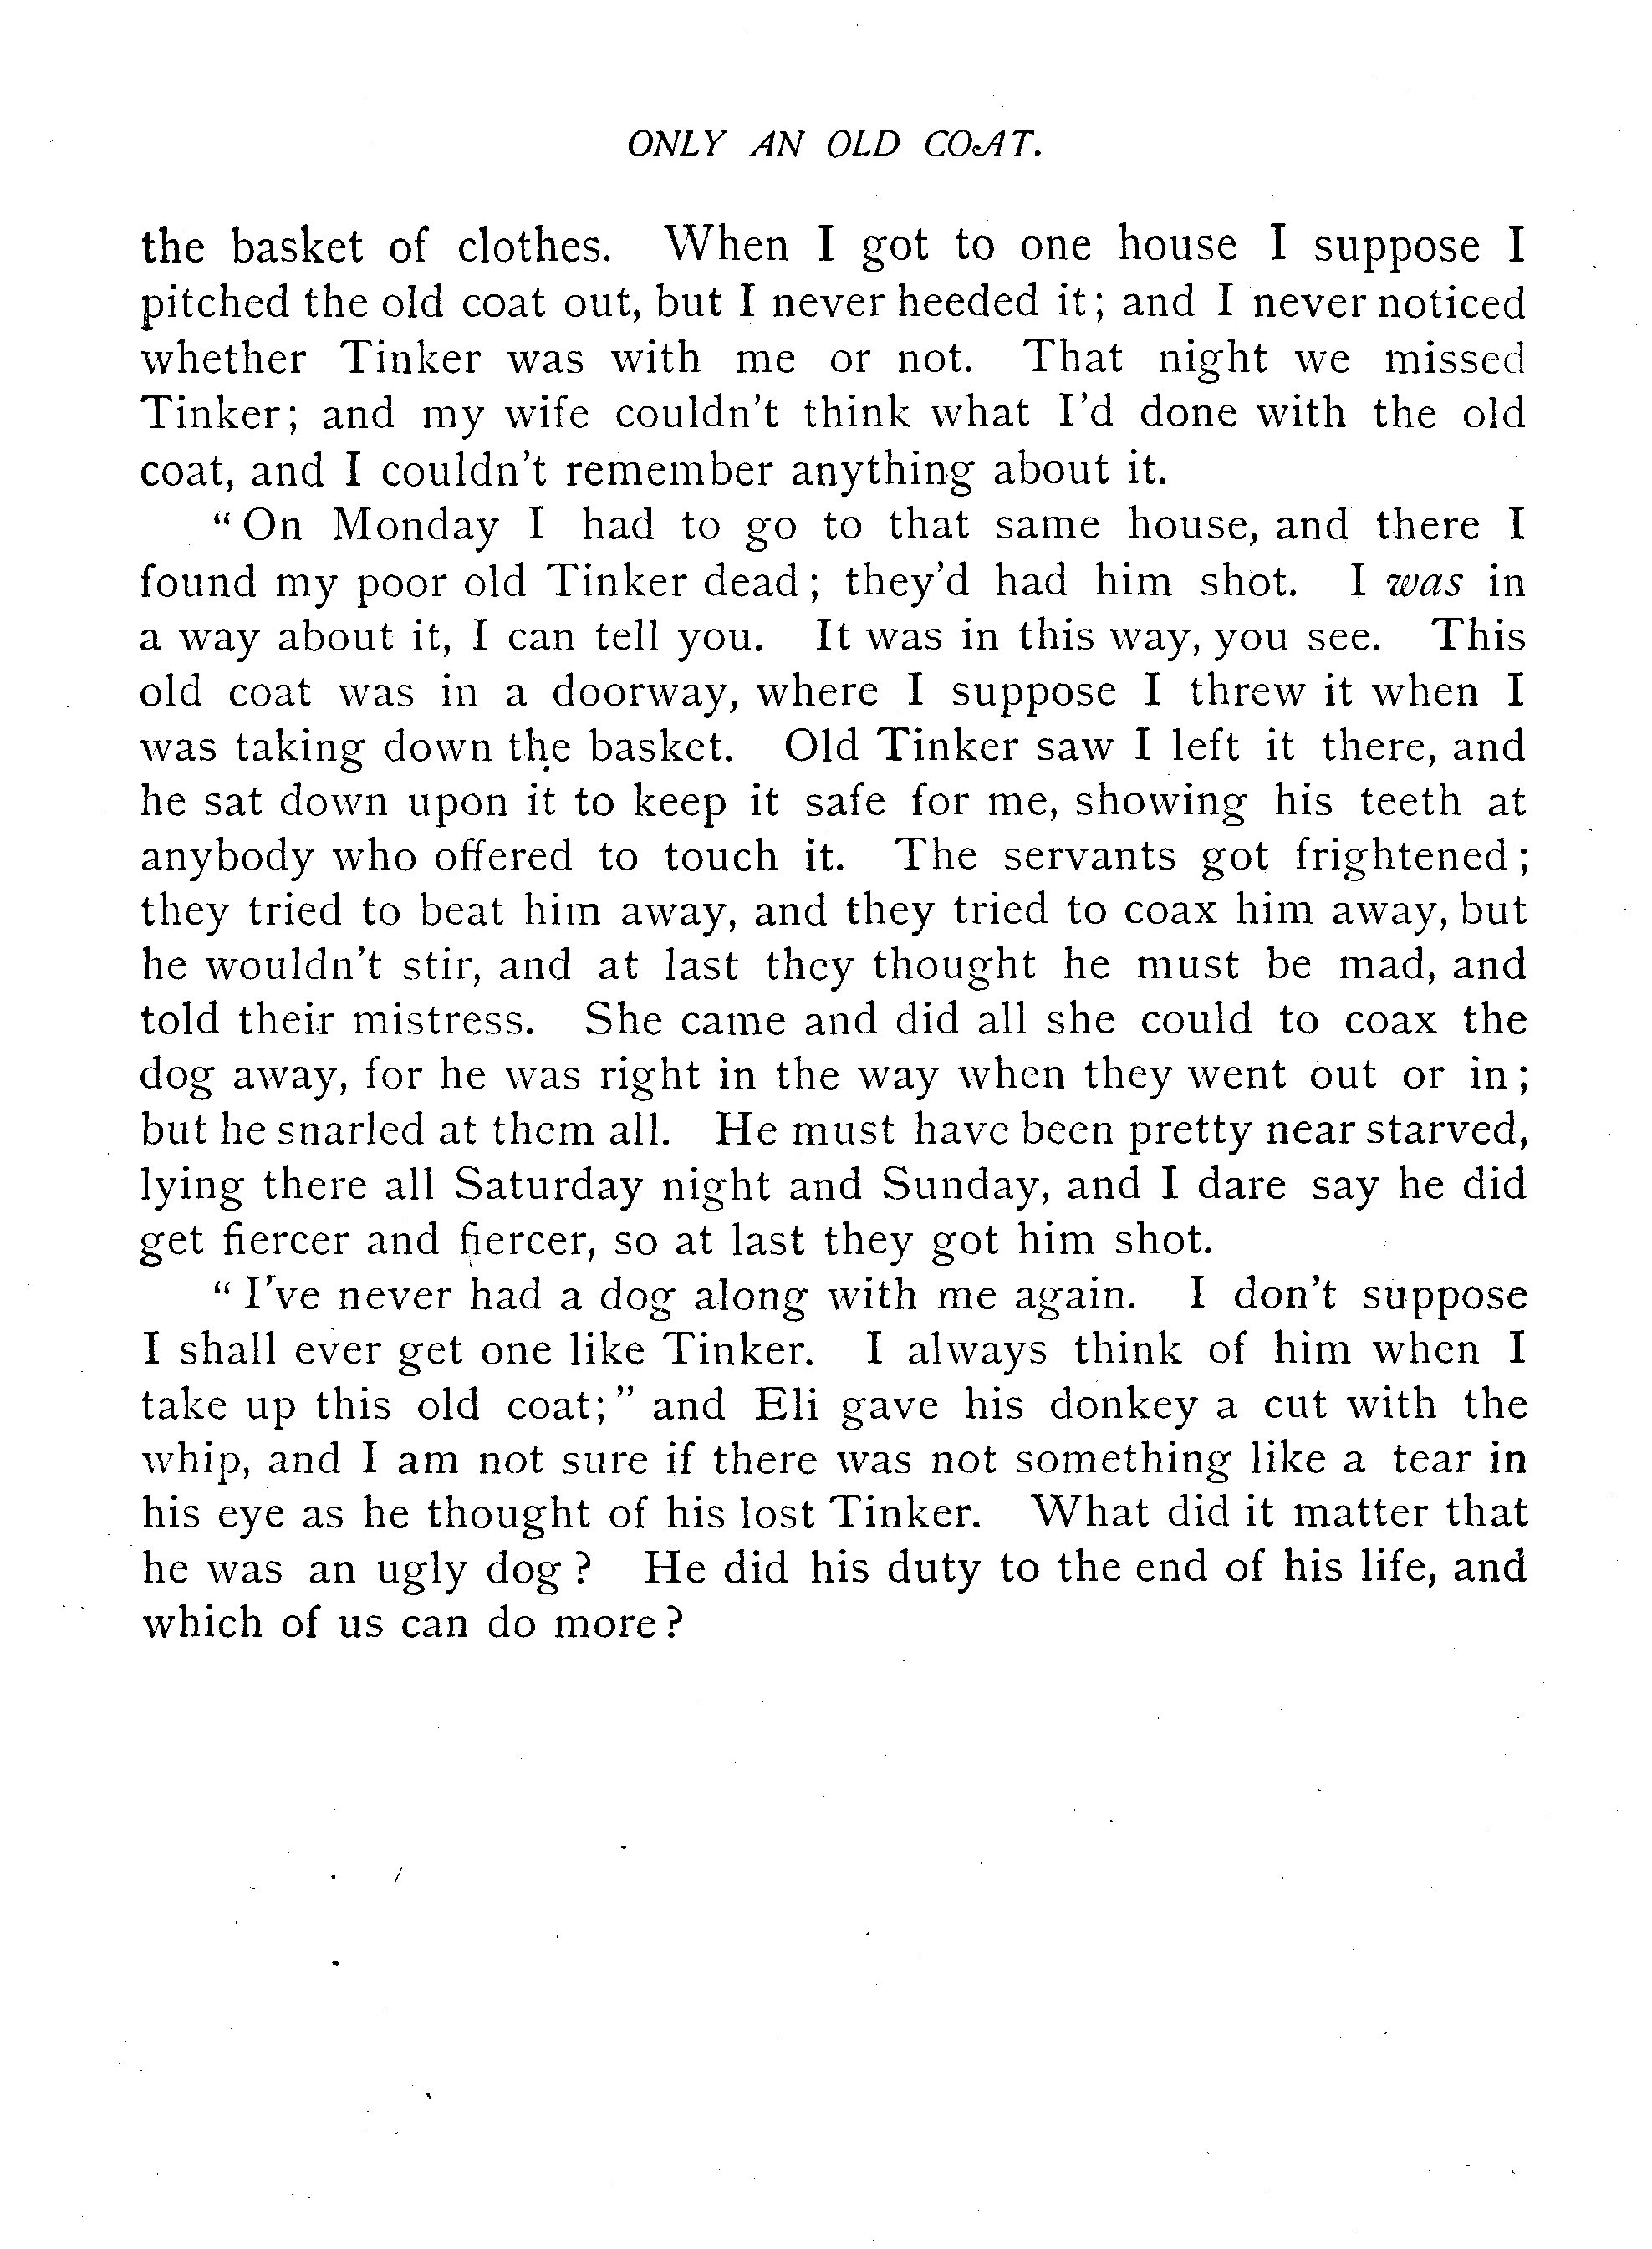 ONLY AN OLD COAT.
the basket of clothes. When I got to one house I suppose I
pitched the old coat out, but I never heeded it; and I never noticed
whether Tinker was with me or not. That night we missed
Tinker; and my wife couldn't think what I'd done with the old
coat, and I couldn't remember anything about it.
"On Monday I had to go to that same house, and there I
found my poor old Tinker dead; they'd had him shot. I was in
a way about it, I can tell you. It was in this way, you see. This
old coat was in a doorway, where I suppose I threw it when I
was taking down the basket. Old Tinker saw I left it there, and
he sat down upon it to keep it safe for me, showing his teeth at
anybody who offered to touch it. The servants got frightened;
they tried to beat him away, and they tried to coax him away, but
he wouldn't stir, and at last they thought he must be mad, and
told their mistress. She came and did all she could to coax the
dog away, for he was right in the way when they went out or in;
but he snarled at them all. He must have been pretty near starved,
lying there all Saturday night and Sunday, and I dare say he did
get fiercer and fiercer, so at last they got him shot.
"I've never had a dog along with me again. I don't suppose
I shall ever get one like Tinker. I always think of him when I
take up this old coat;" and Eli gave his donkey a cut with the
whip, and I am not sure if there was not something like a tear in
his eye as he thought of his lost Tinker. What did it matter that
he was an ugly dog? He did his duty to the end of his life, and
which of us can do more?